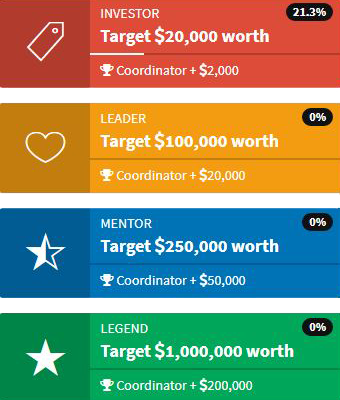 INVESTOR
21.3%
Target $20,000 worth
Coordinator + $2,000
LEADER
0%
Target $100,000 worth
Coordinator + $20,000
MENTOR
0%
Target $250,000 worth
Coordinator + $50,000
LEGEND
0%
Target $1,000,000 worth
Coordinator + $200,000